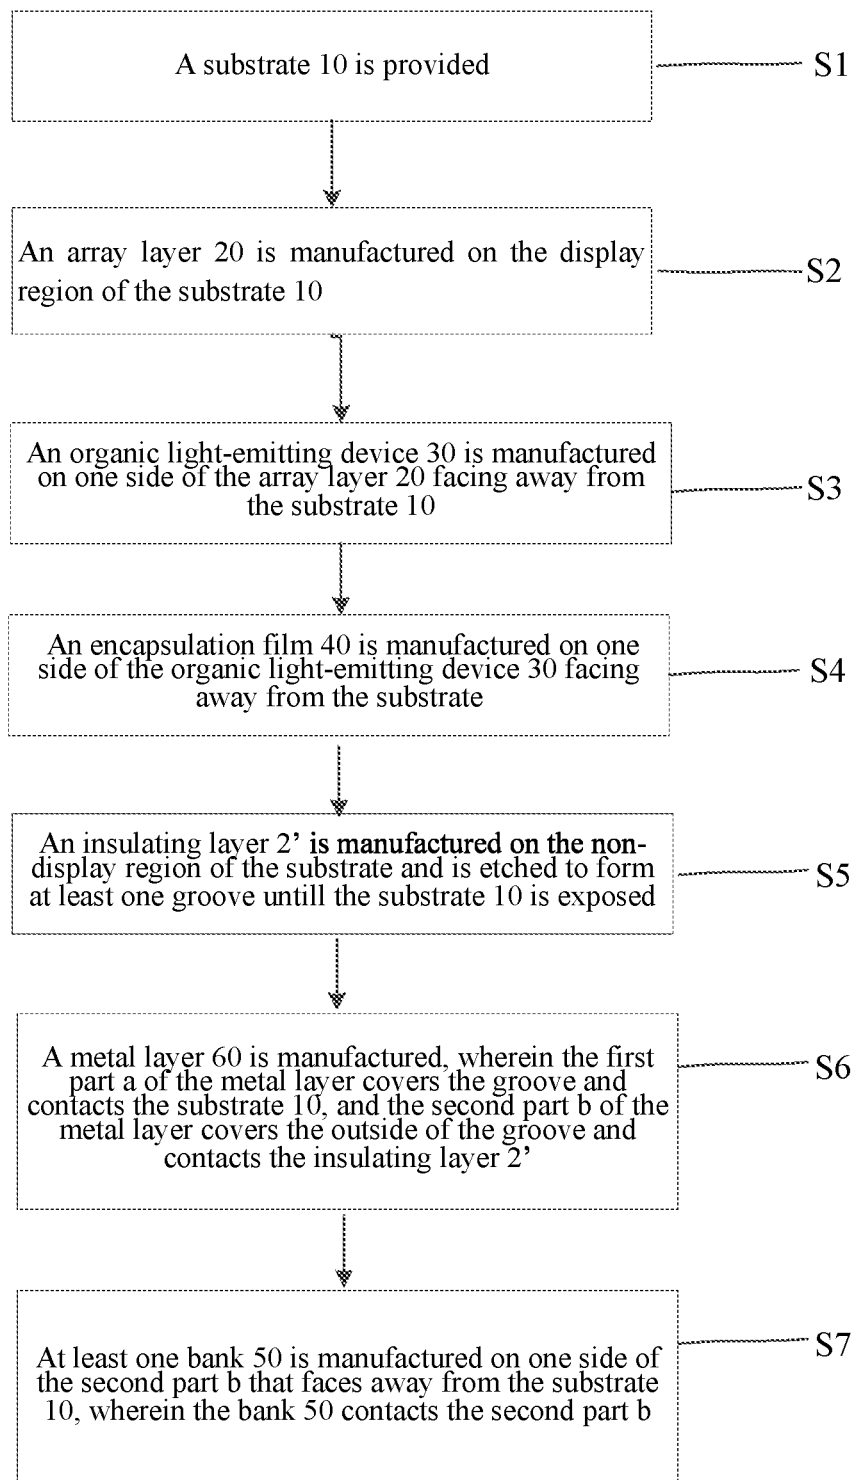 A substrate 10 is provided
S1
An array layer 20 is manufactured on the display
region of the substrate 10
S2
An organic light-emitting device 30 is manufactured
on one side of the array layer 20 facing away from
the substrate 10
S3
An encapsulation film 40 is manufactured on one
side of the organic light-emitting device 30 facing
away from the substrate
S4
An insulating layer 2’ is manufactured on the non-
display region of the substrate and is etched to form
at least one groove untill the substrate 10 is exposed
S5
A metal layer 60 is manufactured, wherein the first
part a of the metal layer covers the groove and
contacts the substrate 10, and the second part b of the
metal layer covers the outside of the groove and
contacts the insulating layer 2’
S6
At least one bank 50 is manufactured on one side of
the second part b that faces away from the substrate
10, wherein the bank 50 contacts the second part b
S7